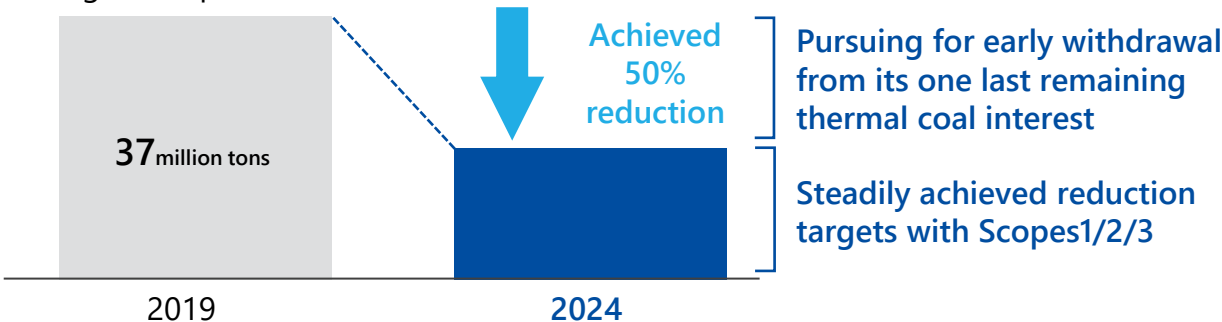 37million tons
Achieved
50%
reduction
Pursuing for early withdrawal
from its one last remaining
thermal coal interest
Steadily achieved reduction
targets with Scopes1/2/3
2019
2024